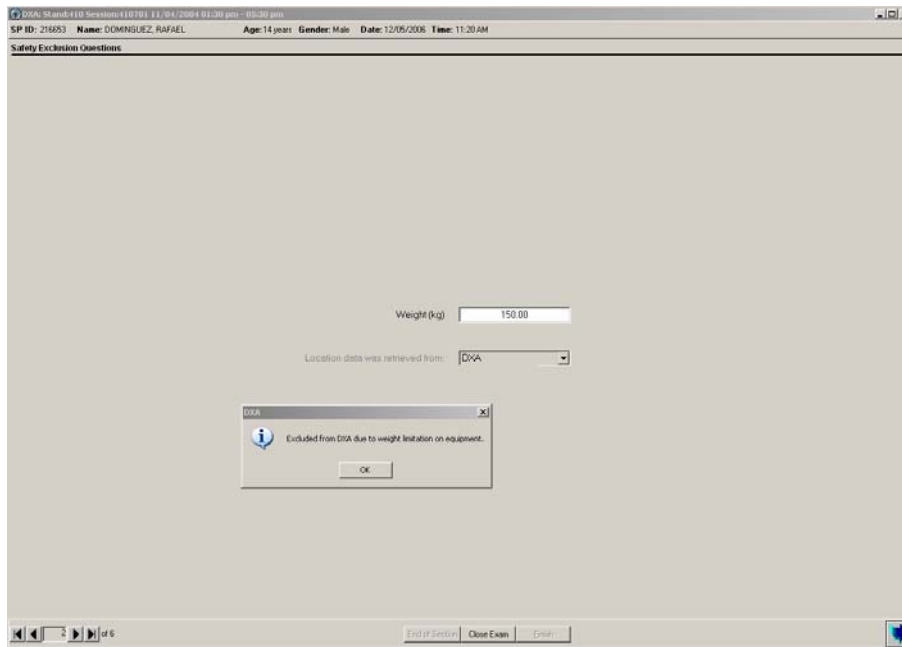 DXA: Stand:410 Session:410701 11/04/2004 01:30 pm - 05:30 pm
SP ID: 216653 Name: DOMINGUEZ, RAFAEL Age: 14 years Gender: Male Date: 12/05/2006 Time: 11:20 AM
Safety Exclusion Questions
Weight (kg) 150.00
Location data was retrieved from: DXA
DXA
Excluded from DXA due to weight limitation on equipment.
OK
2 of 6 End of Section Close Exam Finish